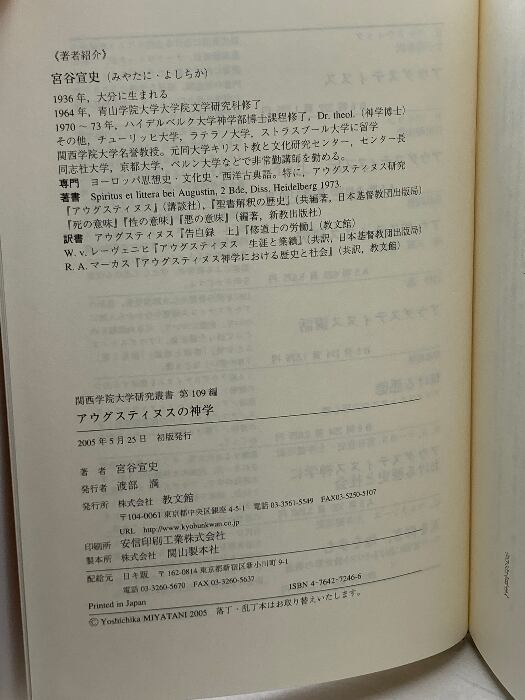 《著者紹介》
宮谷宣史（みやたに・よしちか）
1936年，大分に生まれる
1964年，青山学院大学大学院文学研究科修了
1970～73年，ハイデルベルク大学神学部博士課程修了，Dr. theol.（神学博士）
その他，チューリッヒ大学，ラテラノ大学，ストラスブール大学に留学
関西学院大学名誉教授。元同大学キリスト教と文化研究センター，センター長
同志社大学，京都大学，ベルン大学などで非常勤講師を勤める。
専門　ヨーロッパ思想史・文化史・西洋古典語。特に，アウグスティヌス研究
著書　Spiritus et littera bei Augustin, 2 Bde, Diss. Heidelberg 1973.
『アウグスティヌス』（講談社），『聖書解釈の歴史』（共編著，日本基督教団出版局）
『死の意味』『性の意味』『悪の意味』（編著，新教出版社）
訳書　アウグスティヌス『告白録　上』『修道士の労働』（教文館）
W. v. レーヴェニヒ『アウグスティヌス　生涯と業績』（共訳，日本基督教団出版局）
R. A. マーカス『アウグスティヌス神学における歴史と社会』（共訳，教文館）
関西学院大学研究叢書　第109編
アウグスティヌスの神学
2005年5月25日　初版発行
著　者　宮谷宣史
発行者　渡部　満
発行所　株式会社　教文館
〒104-0061 東京都中央区銀座 4-5-1　電話 03-3561-5549　FAX03-5250-5107
URL　http://www.kyobunkwan.co.jp
印刷所　安信印刷工業株式会社
製本所　株式会社　関山製本社
配給元　日キ販　〒162-0814 東京都新宿区新小川町 9-1
電話 03-3260-5670　FAX 03-3260-5637
ISBN 4-7642-7246-6
Printed in Japan
© Yoshichika MIYATANI 2005　落丁・乱丁本はお取り替えいたします。